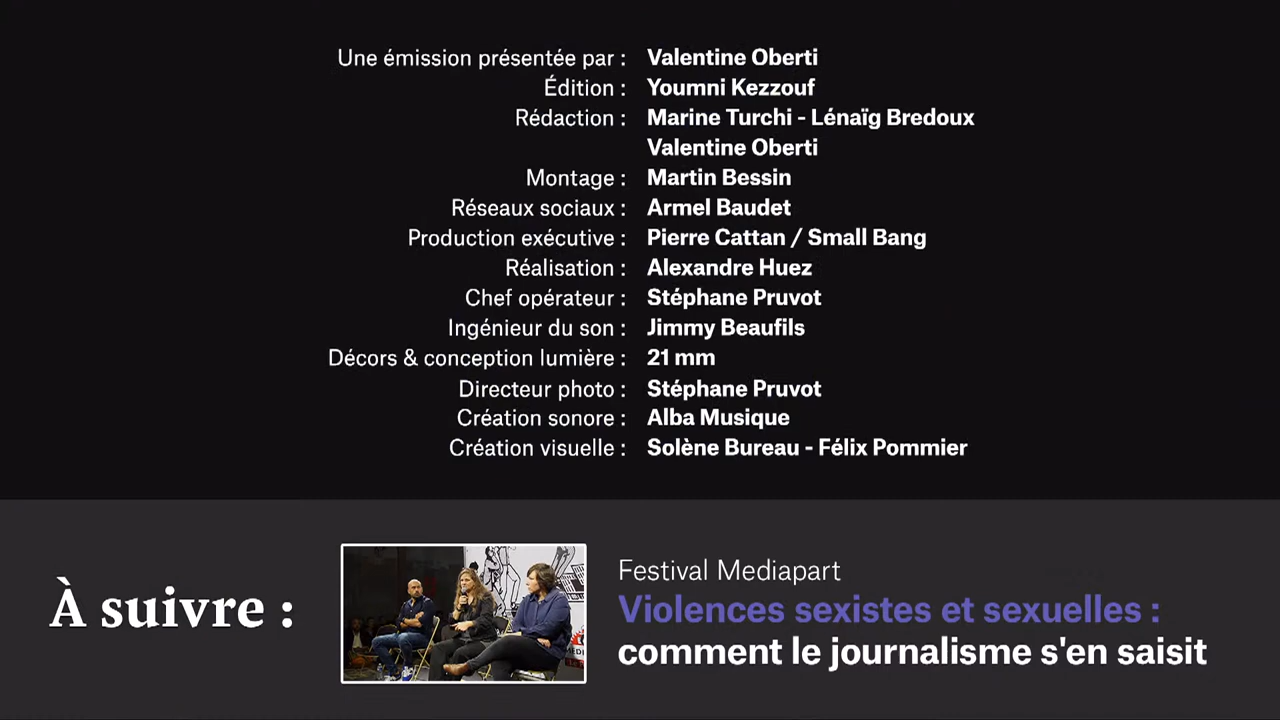 Une émission présentée par : Valentine Oberti
Édition : Youmni Kezzouf
Rédaction : Marine Turchi - Lénaïg Bredoux
Valentine Oberti
Montage : Martin Bessin
Réseaux sociaux : Armel Baudet
Production exécutive : Pierre Cattan / Small Bang
Réalisation : Alexandre Huez
Chef opérateur : Stéphane Pruvot
Ingénieur du son : Jimmy Beaufils
Décors & conception lumière : 21 mm
Directeur photo : Stéphane Pruvot
Création sonore : Alba Musique
Création visuelle : Solène Bureau - Félix Pommier
À suivre :
Festival Mediapart
Violences sexistes et sexuelles :
comment le journalisme s'en saisit